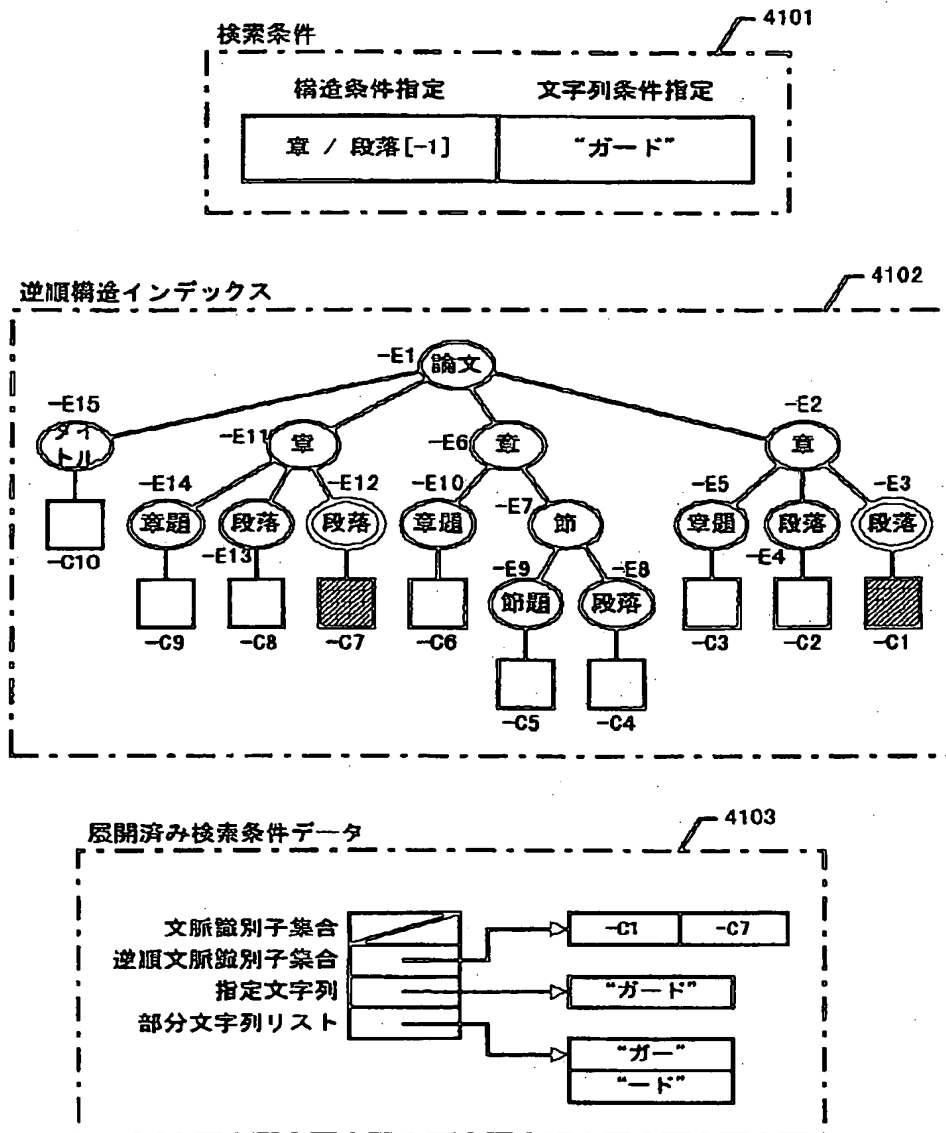 4101
検索条件
構造条件指定 文字列条件指定
章 / 段落[-1] “ガード”
4102
逆順構造インデックス
-E1 論文
-E15 -E2
タイトル -E11 章 -E6 章 章
-E14 -E12 -E10 -E7 -E5 -E3
章題 段落 段落 章題 節 章題 段落 段落
-E13 -E9 -E8 -E4
-C10 節題 段落
-C9 -C8 -C7 -C6 -C3 -C2 -C1
-C5 -C4
4103
展開済み検索条件データ
文脈識別子集合 -C1 -C7
逆順文脈識別子集合
指定文字列 “ガード”
部分文字列リスト
“ガー”
“ード”